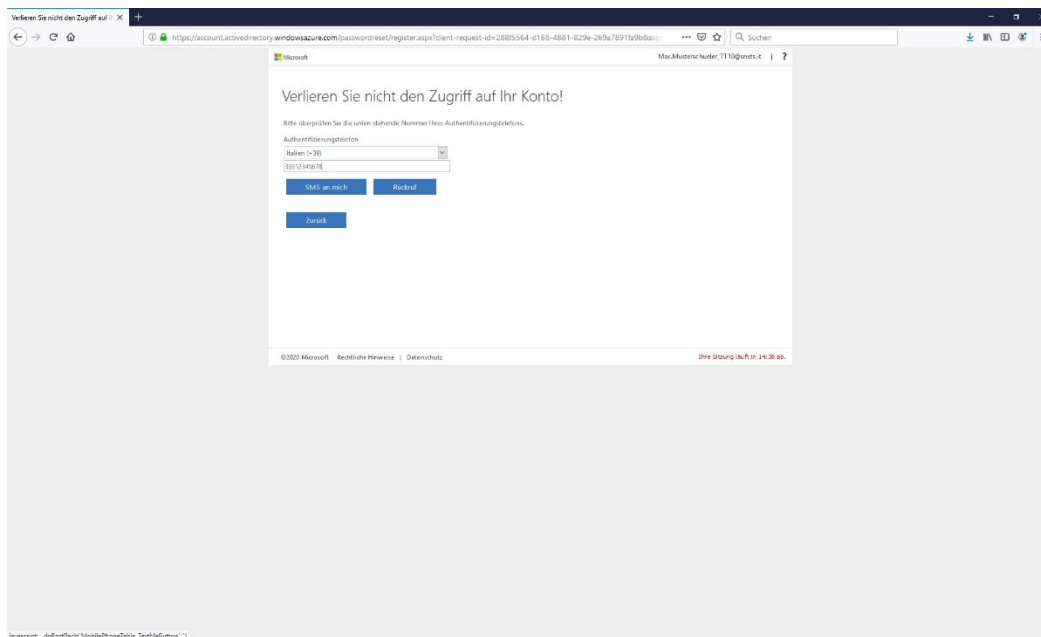 Verlieren Sie nicht den Zugriff auf
https://account.activedirectory.windowsazure.com/passwordreset/register.aspx?client-request-id=288f5564-d168-4881-829e-269a7891fa9b&ssp
Suchen
Microsoft
Max.Musterschueler_TT10@snets.it | ?
Verlieren Sie nicht den Zugriff auf Ihr Konto!
Bitte überprüfen Sie die unten stehende Nummer Ihres Authentifizierungstelefons.
Authentifizierungstelefon
Italien (+39)
33312345678
SMS an mich
Rückruf
Zurück
©2020 Microsoft Rechtliche Hinweise | Datenschutz
Ihre Sitzung läuft in 14:38 ab.